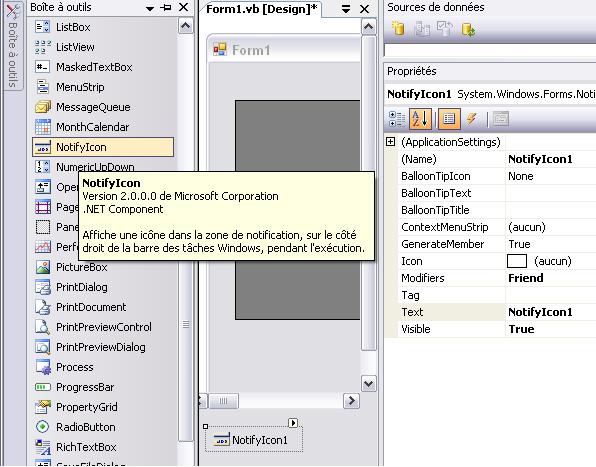 Boîte à outils
Boîte à outils
ListBox
ListView
MaskedTextBox
MenuStrip
MessageQueue
MonthCalendar
NotifyIcon
NumericUpDown
NotifyIcon
Version 2.0.0.0 de Microsoft Corporation
.NET Component
Affiche une icône dans la zone de notification, sur le côté
droit de la barre des tâches Windows, pendant l'exécution.
PictureBox
PrintDialog
PrintDocument
PrintPreviewControl
PrintPreviewDialog
Process
ProgressBar
PropertyGrid
RadioButton
RichTextBox
SaveFileDialog
Form1.vb [Design]*
Form1
NotifyIcon1
Sources de données
Propriétés
NotifyIcon1 System.Windows.Forms.Noti
(ApplicationSettings)
(Name) NotifyIcon1
BalloonTipIcon None
BalloonTipText
BalloonTipTitle
ContextMenuStrip (aucun)
GenerateMember True
Icon (aucun)
Modifiers Friend
Tag
Text NotifyIcon1
Visible True